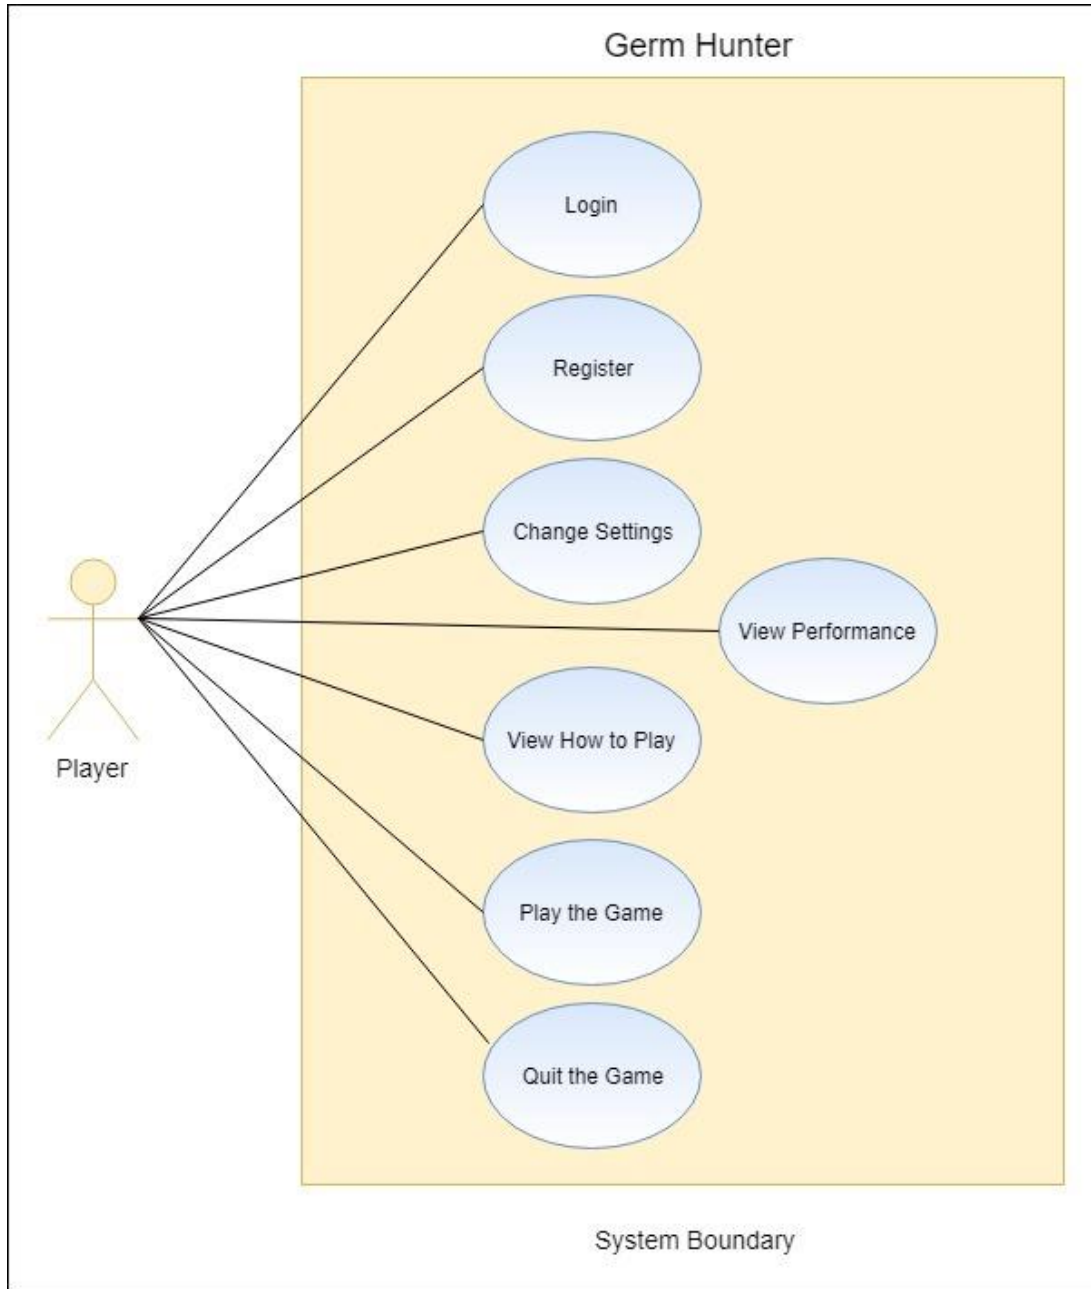 Germ Hunter
Login
Register
Change Settings
View Performance
View How to Play
Player
Play the Game
Quit the Game
System Boundary